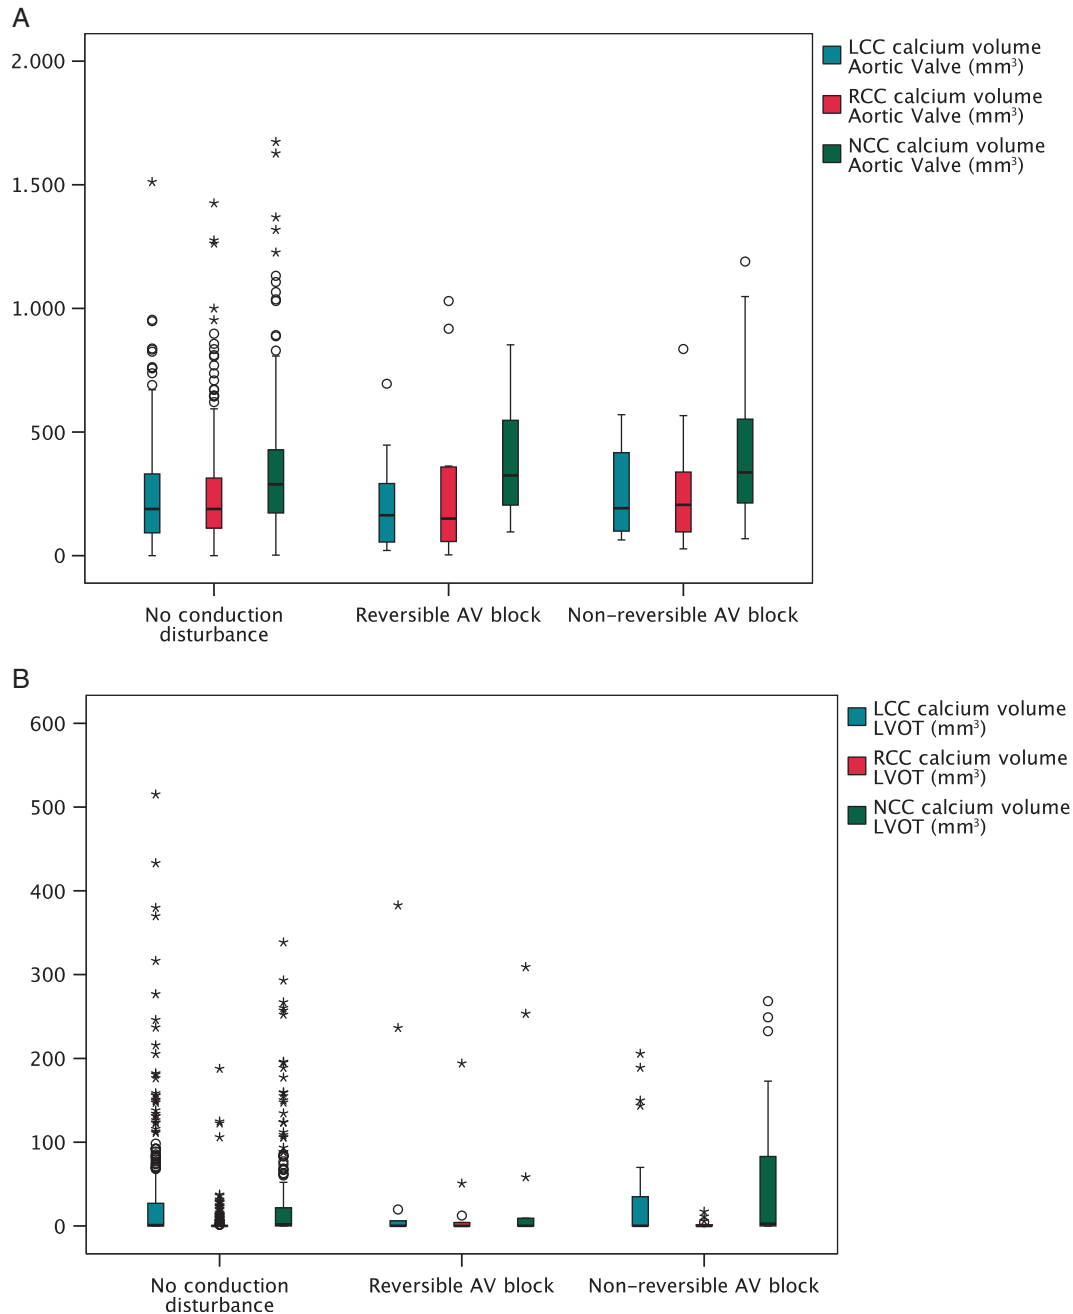 A
2.000
1.500
1.000
500
0
No conduction
disturbance
Reversible AV block
Non-reversible AV block
LCC calcium volume
Aortic Valve (mm³)
RCC calcium volume
Aortic Valve (mm³)
NCC calcium volume
Aortic Valve (mm³)
B
600
500
400
300
200
100
0
No conduction
disturbance
Reversible AV block
Non-reversible AV block
LCC calcium volume
LVOT (mm³)
RCC calcium volume
LVOT (mm³)
NCC calcium volume
LVOT (mm³)